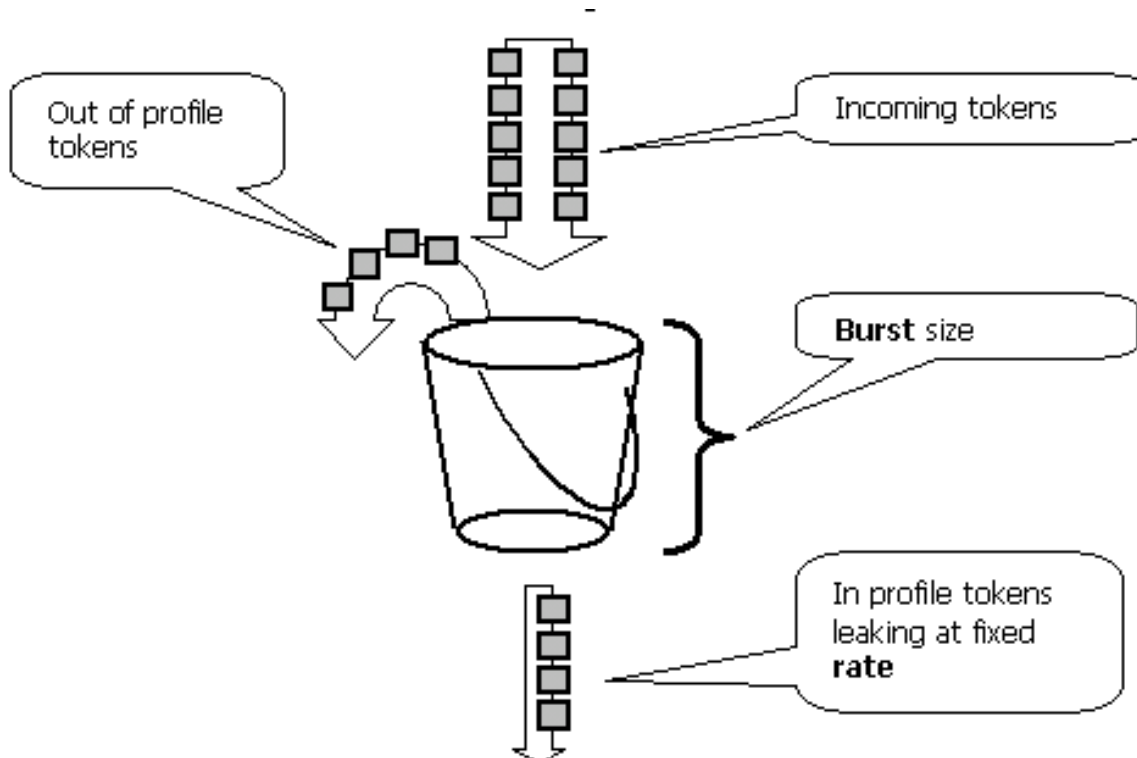 Out of profile
tokens
Incoming tokens
Burst size
In profile tokens
leaking at fixed
rate